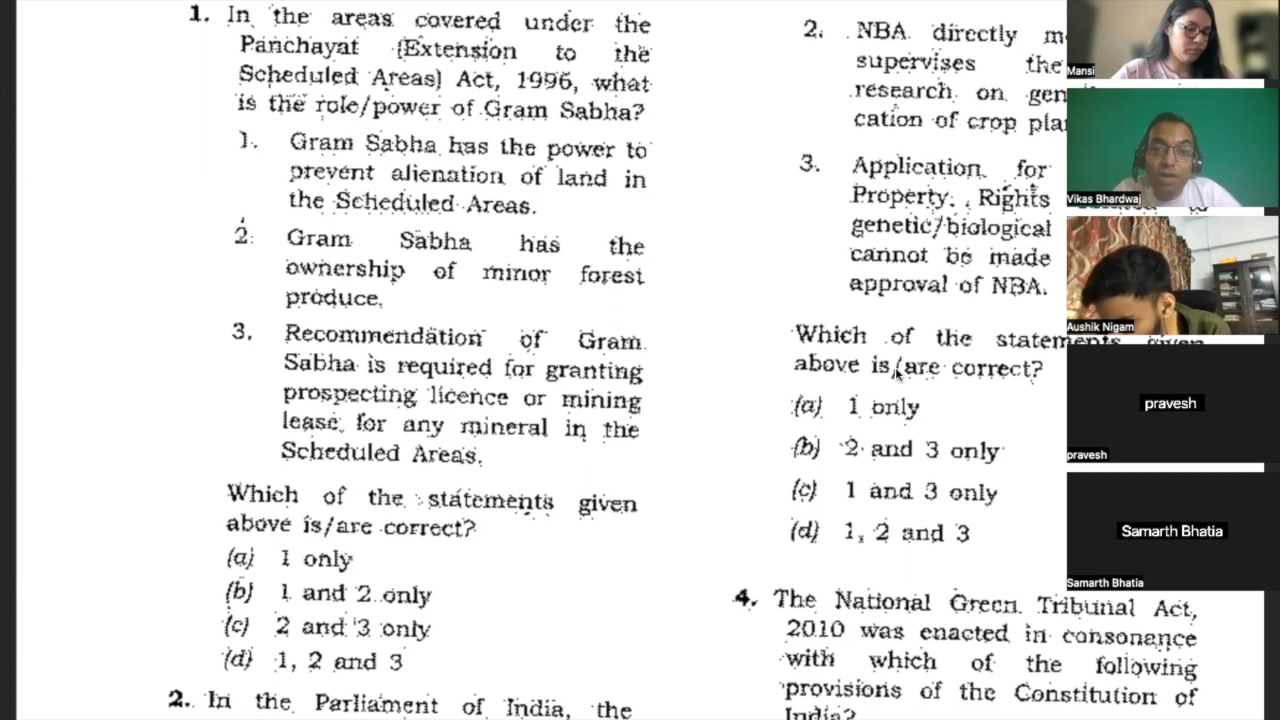 1. In the areas covered under the
Panchayat (Extension to the
Scheduled Areas) Act, 1996, what
is the role/power of Gram Sabha?
1. Gram Sabha has the power to
prevent alienation of land in
the Scheduled Areas.
2. Gram Sabha has the
ownership of minor forest
produce.
3. Recommendation of Gram
Sabha is required for granting
prospecting licence or mining
lease for any mineral in the
Scheduled Areas.
Which of the statements given
above is/are correct?
(a) 1 only
(b) 1 and 2 only
(c) 2 and 3 only
(d) 1, 2 and 3
2. In the Parliament of India, the
2. NBA directly m
supervises the
research on gen
cation of crop pla
3. Application for
Property Rights
genetic/biological
cannot be made
approval of NBA.
Which of the statements given
above is/are correct?
(a) 1 only
(b) 2 and 3 only
(c) 1 and 3 only
(d) 1, 2 and 3
4. The National Green Tribunal Act,
2010 was enacted in consonance
with which of the following
provisions of the Constitution of
India?
Mansi
Vikas Bhardwaj
Aushik Nigam
pravesh
pravesh
Samarth Bhatia
Samarth Bhatia